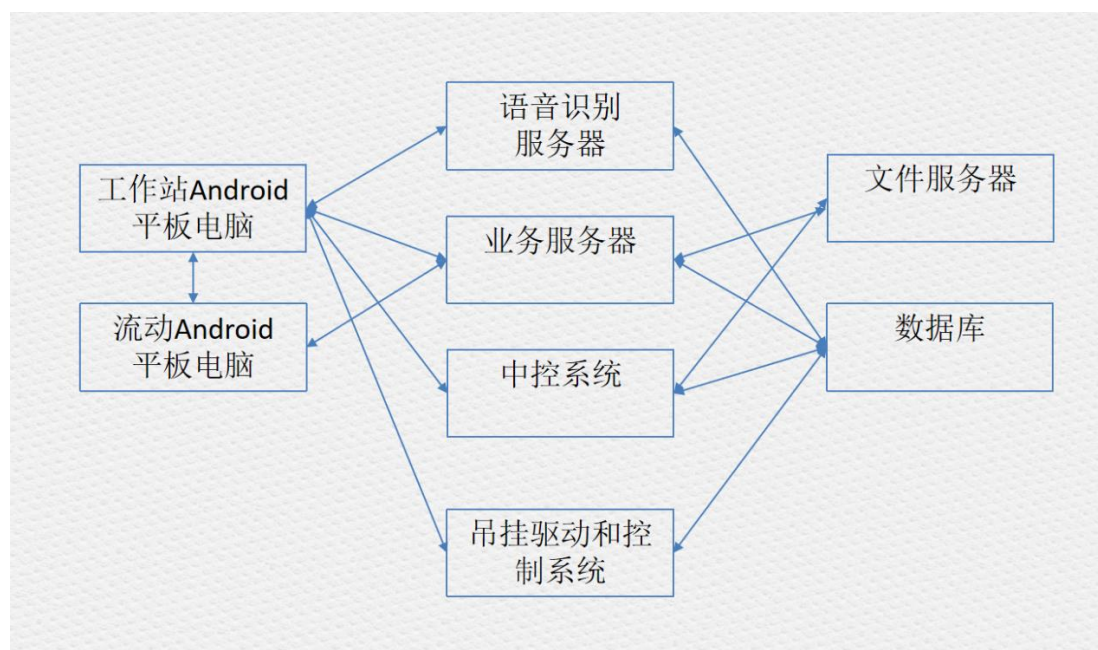 语音识别
服务器
工作站Android
平板电脑
文件服务器
业务服务器
流动Android
平板电脑
数据库
中控系统
吊挂驱动和控
制系统